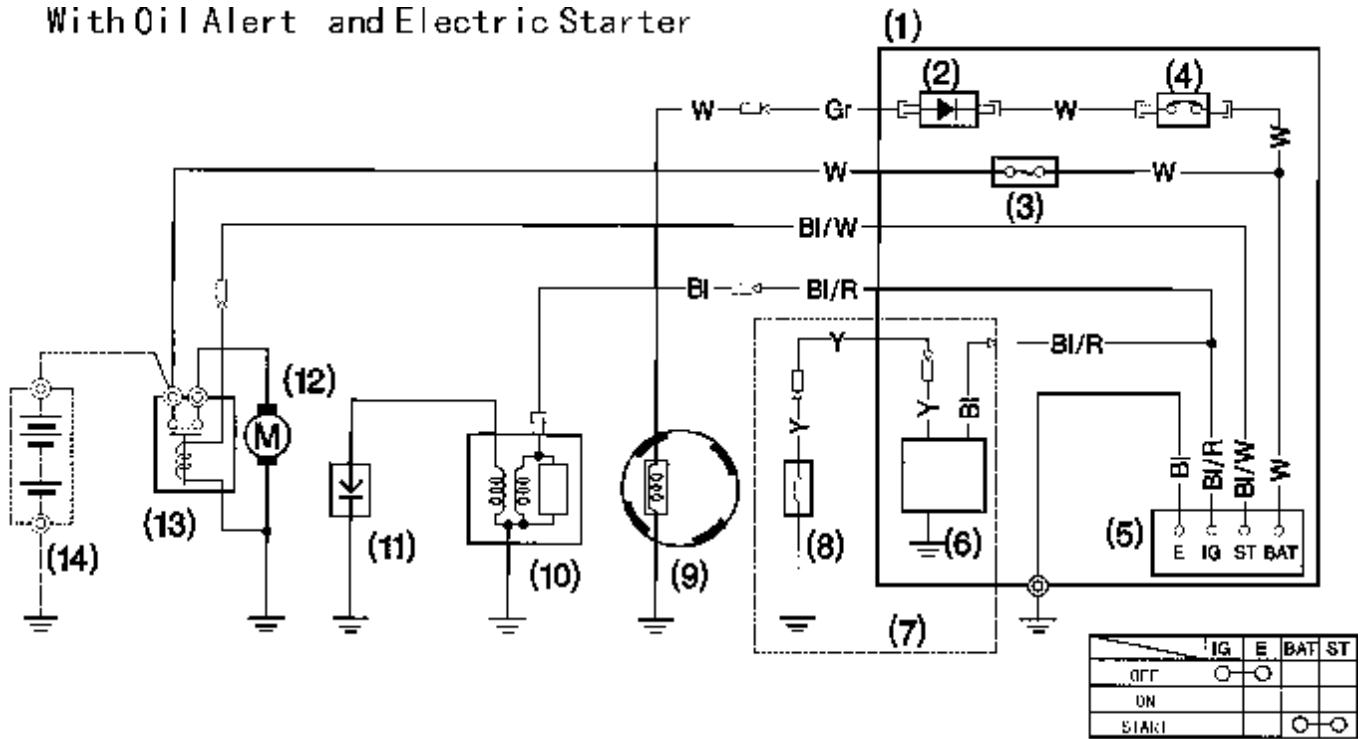 With Oil Alert and Electric Starter
(1)
(2)
(4)
W
Gr
W
W
W
W
(3)
Bl/W
Bl
Bl/R
Y
Bl/R
(12)
M
Y
Y
Bl
Bl
Bl/R
Bl/W
W
(5)
E IG ST BAT
(13)
(14)
(11)
(10)
(9)
(8)
(6)
(7)
IG E BAT ST
OFF
ON
START